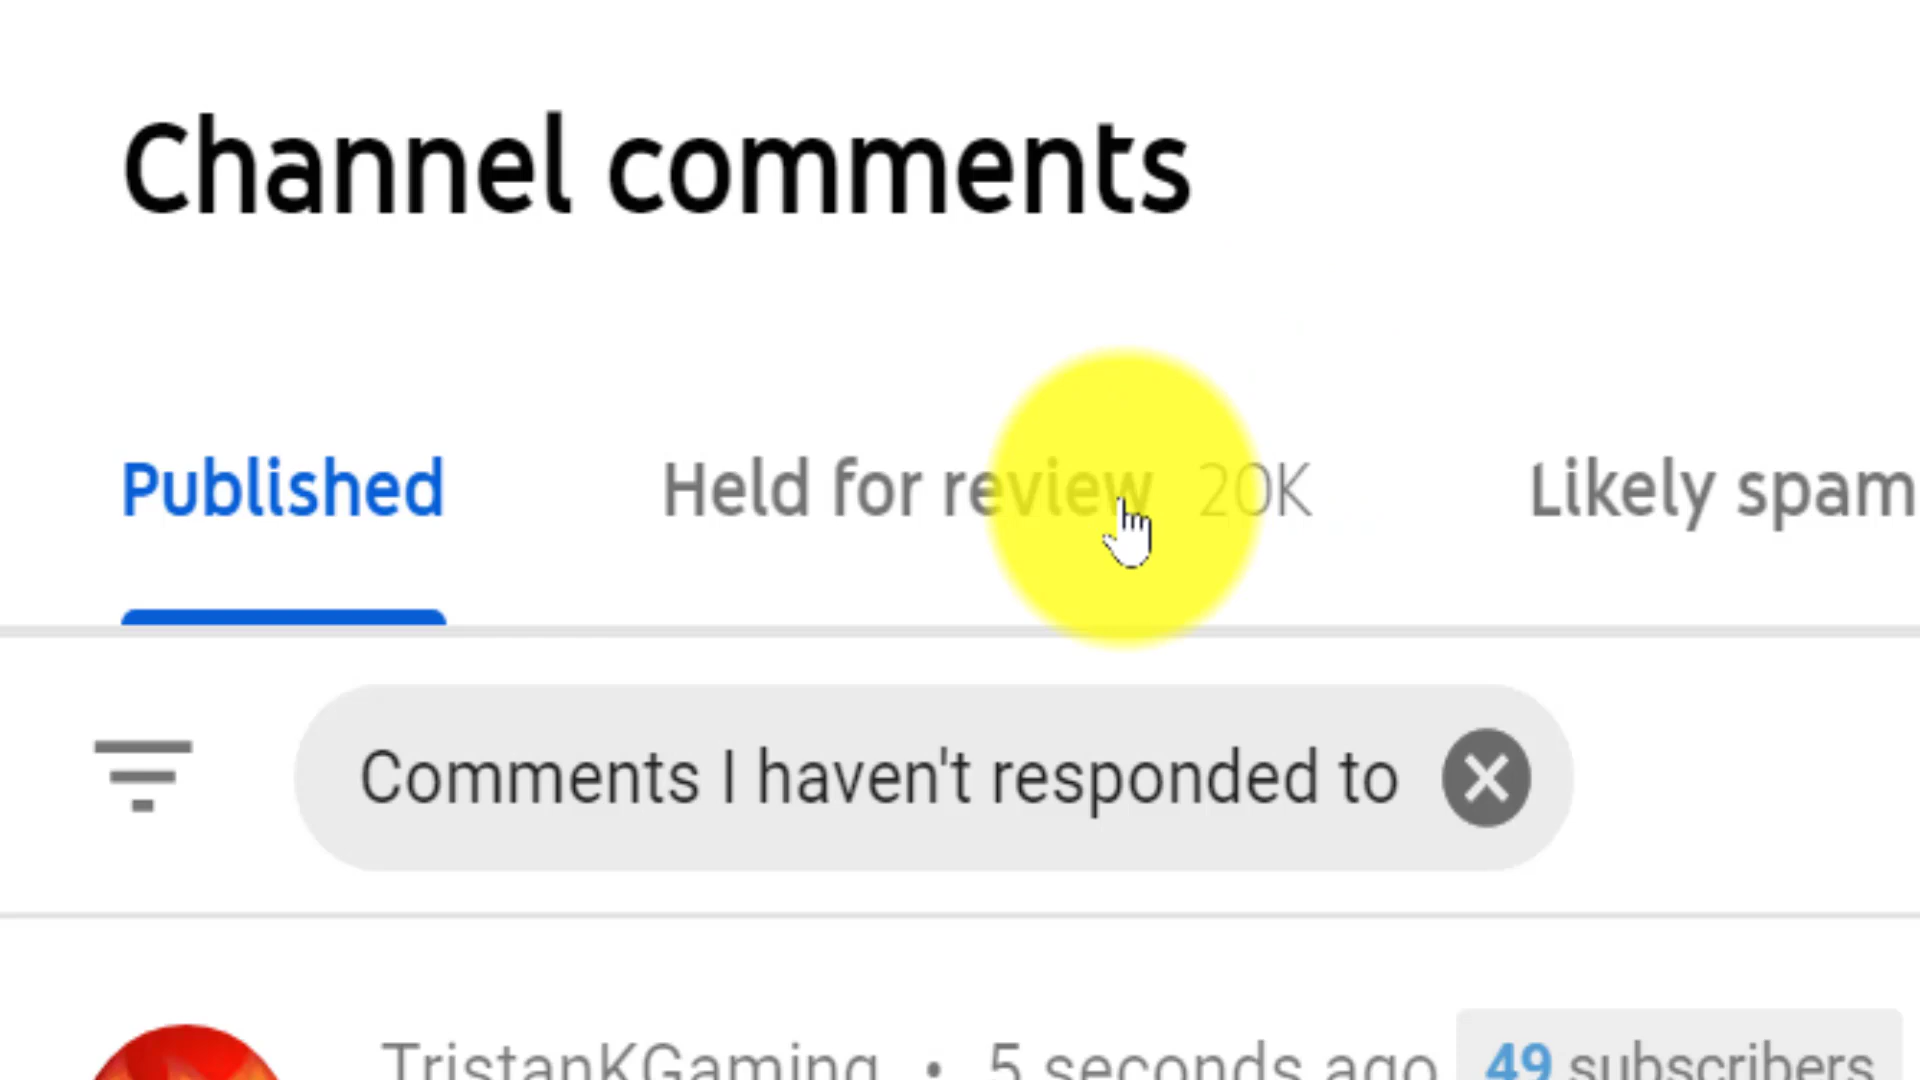 Channel comments
Published Held for review 20K Likely spam
Comments I haven't responded to
TristanKGaming • 5 seconds ago 49 subscribers